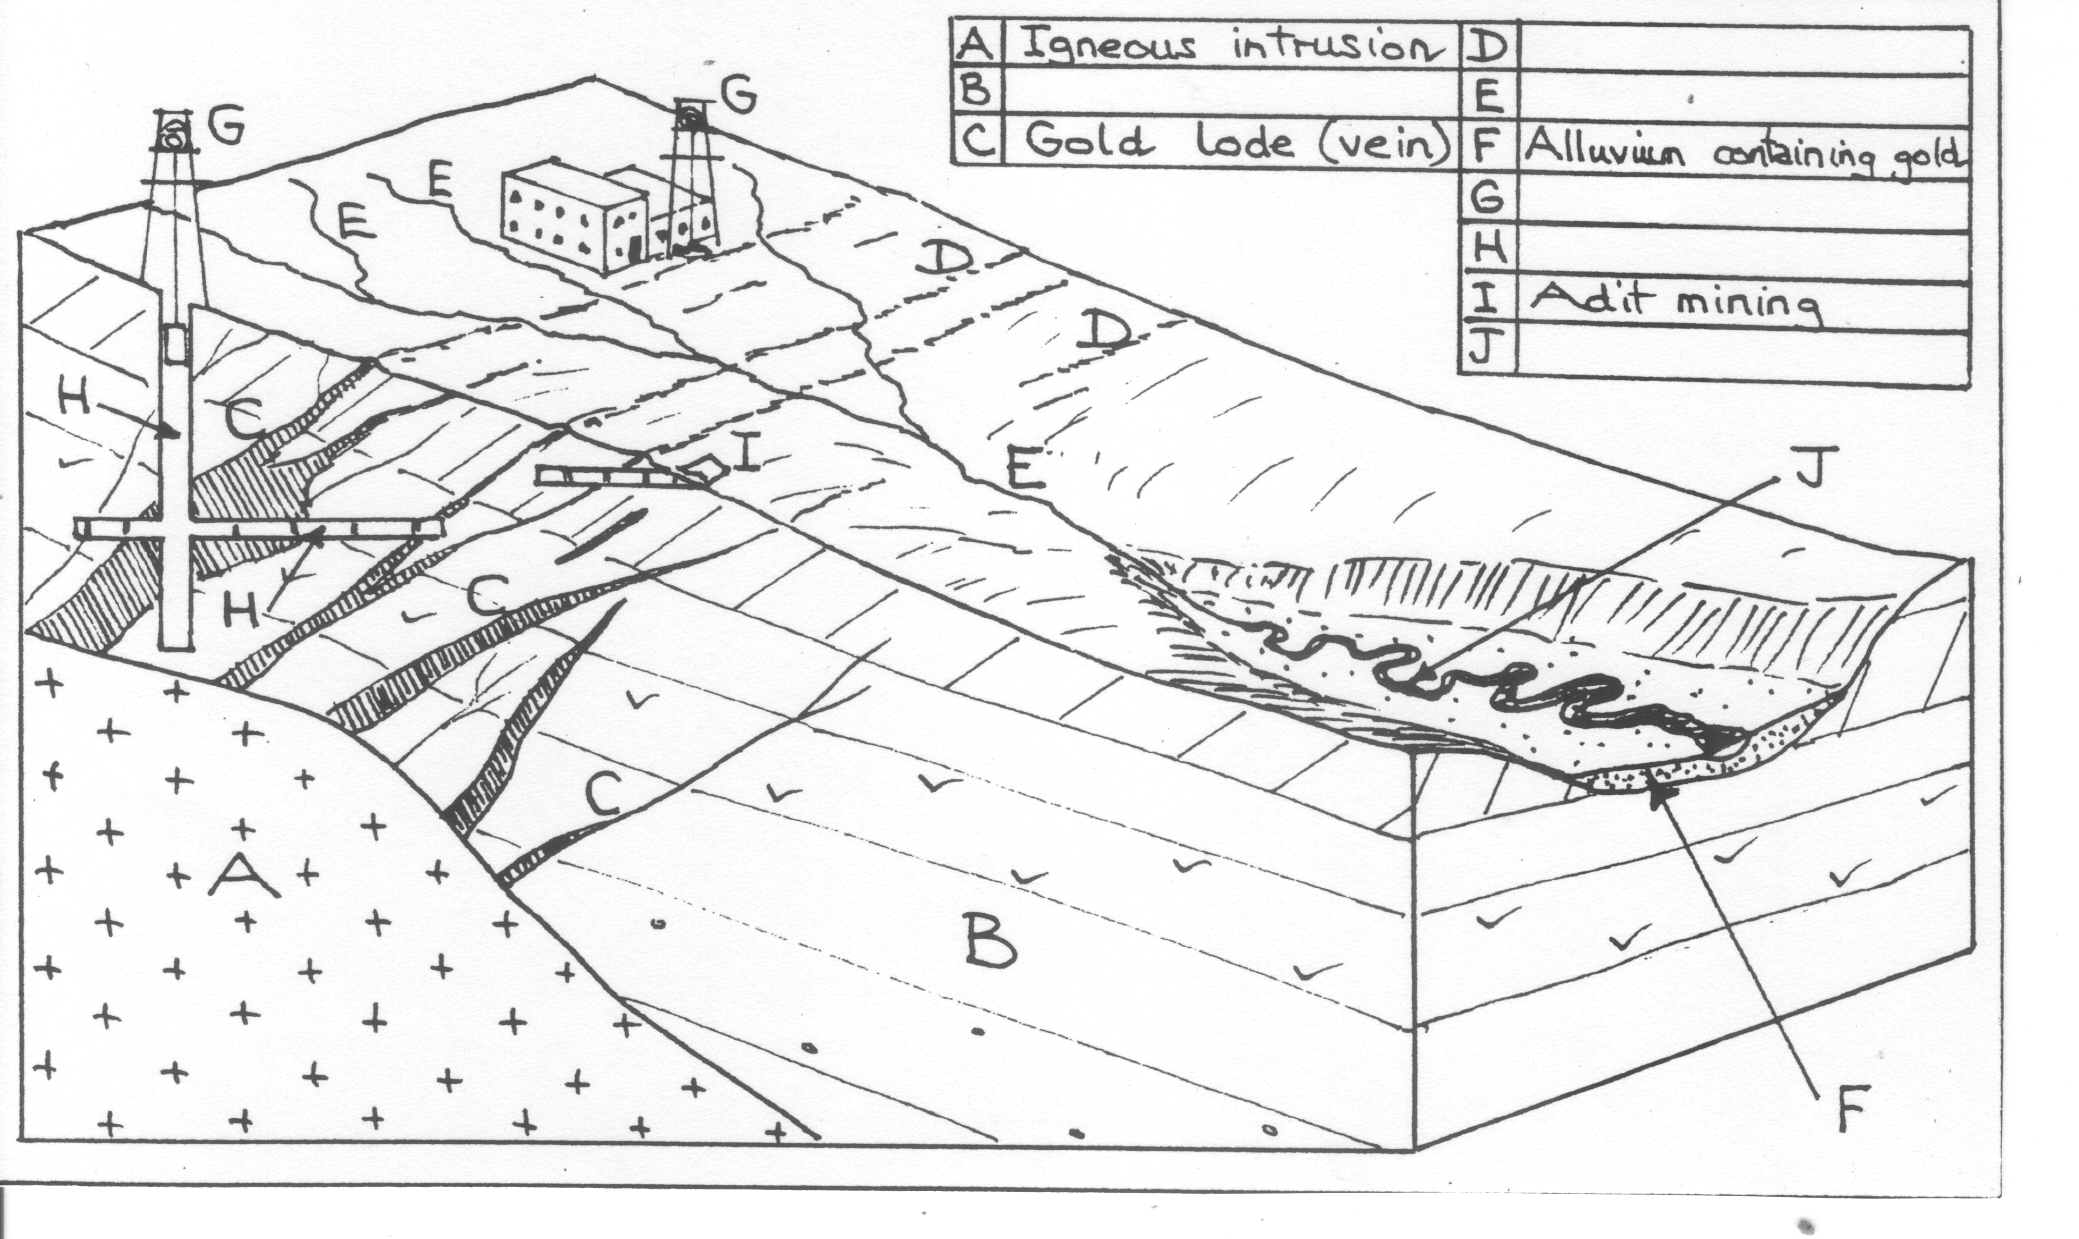 A Igneous intrusion D
B E
C Gold lode (vein) F Alluvium containing gold
G
H
I Adit mining
J
G
G
E
E
D
D
H
C
I
E
J
H
C
C
A
B
F